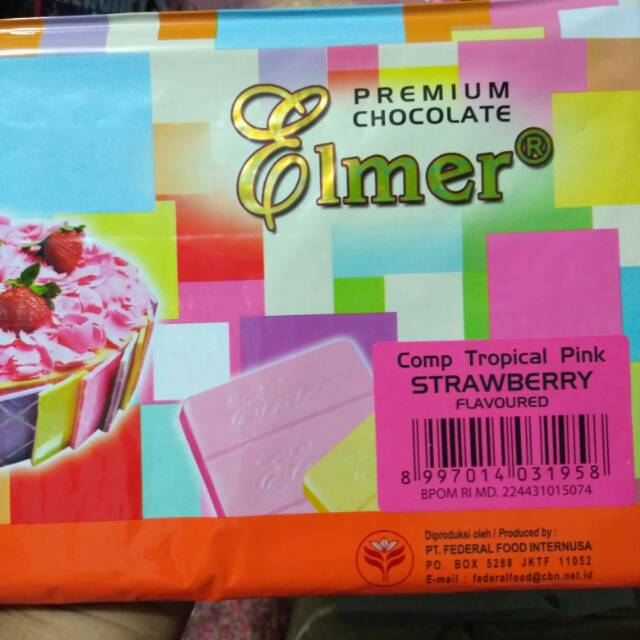 PREMIUM
CHOCOLATE
Elmer®
Elmer
Comp Tropical Pink
STRAWBERRY
FLAVOURED
8 997014 031958
BPOM RI MD. 224431015074
Diproduksi oleh / Produced by :
PT. FEDERAL FOOD INTERNUSA
PO. BOX 5288 JKTF 11052
E-mail : federalfood@cbn.net.id